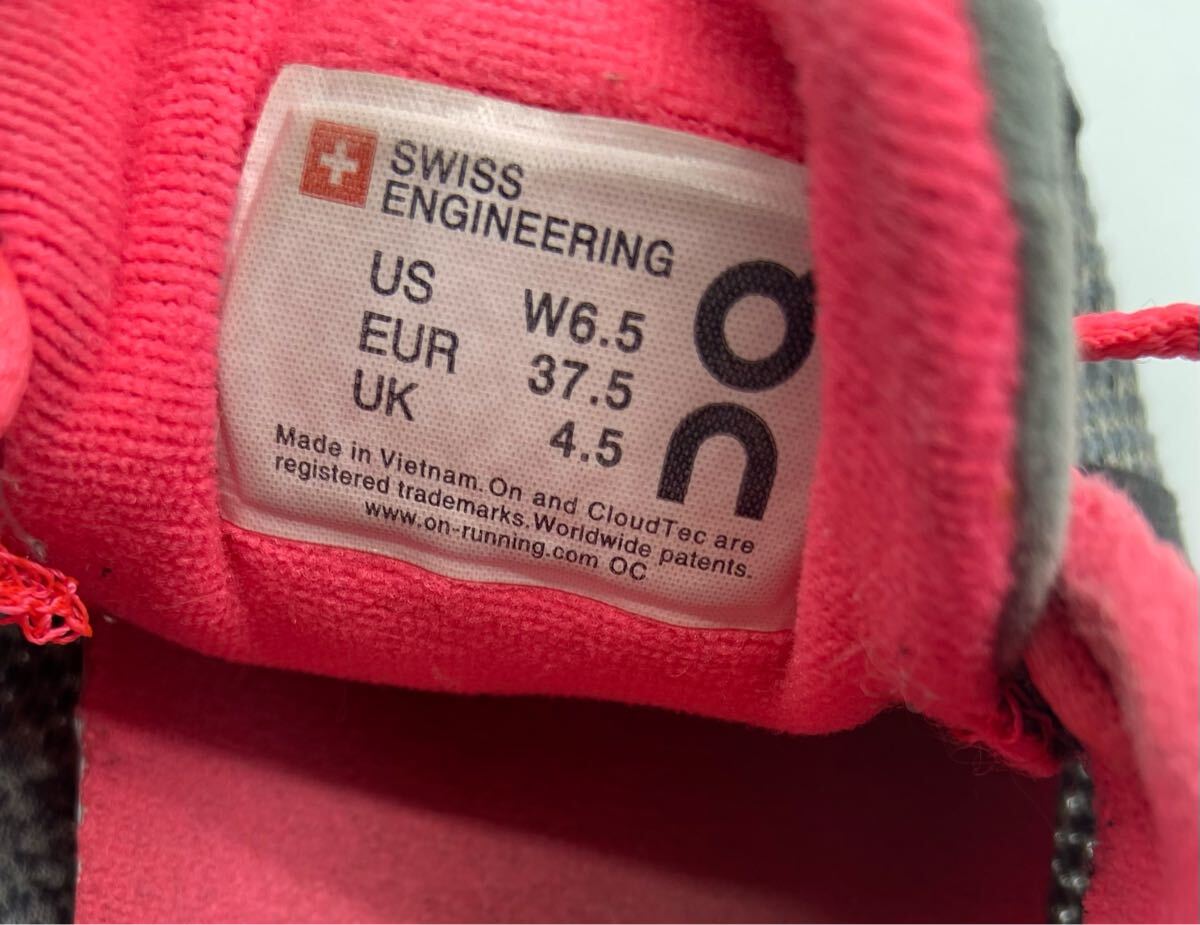 SWISS
ENGINEERING
US W6.5
EUR 37.5
UK 4.5
On
Made in Vietnam. On and CloudTec are
registered trademarks. Worldwide patents.
www.on-running.com OC